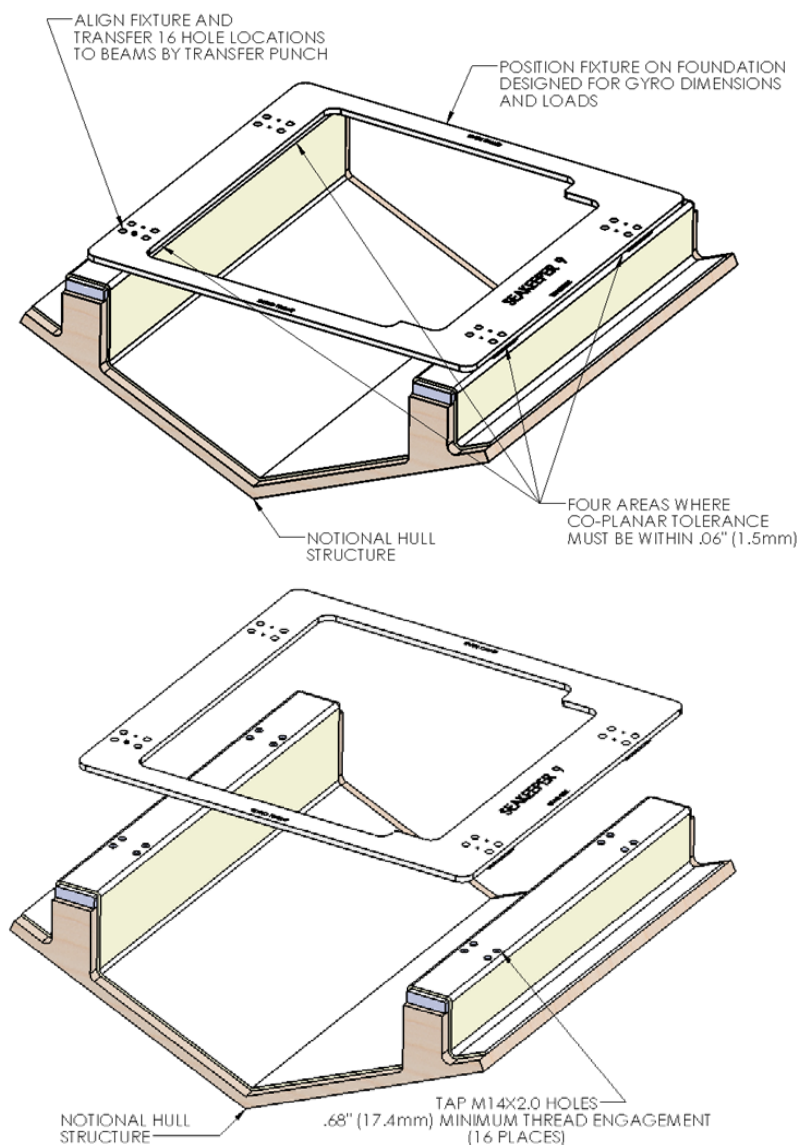 ALIGN FIXTURE AND
TRANSFER 16 HOLE LOCATIONS
TO BEAMS BY TRANSFER PUNCH
POSITION FIXTURE ON FOUNDATION
DESIGNED FOR GYRO DIMENSIONS
AND LOADS
SEAKEEPER 9
FOUR AREAS WHERE
CO-PLANAR TOLERANCE
MUST BE WITHIN .06" (1.5mm)
NOTIONAL HULL
STRUCTURE
SEAKEEPER 9
TAP M14X2.0 HOLES
.68" (17.4mm) MINIMUM THREAD ENGAGEMENT
(16 PLACES)
NOTIONAL HULL
STRUCTURE